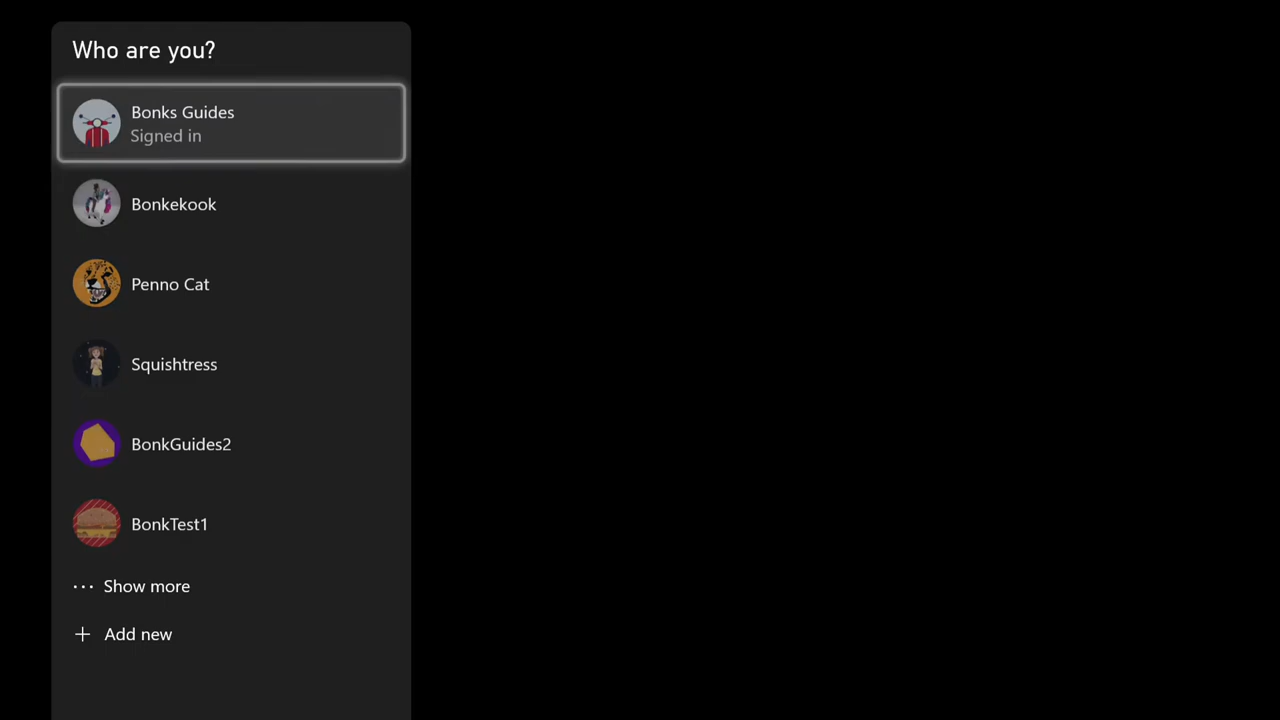 Who are you?
Bonks Guides
Signed in
Bonkekook
Penno Cat
Squishtress
BonkGuides2
BonkTest1
Show more
Add new